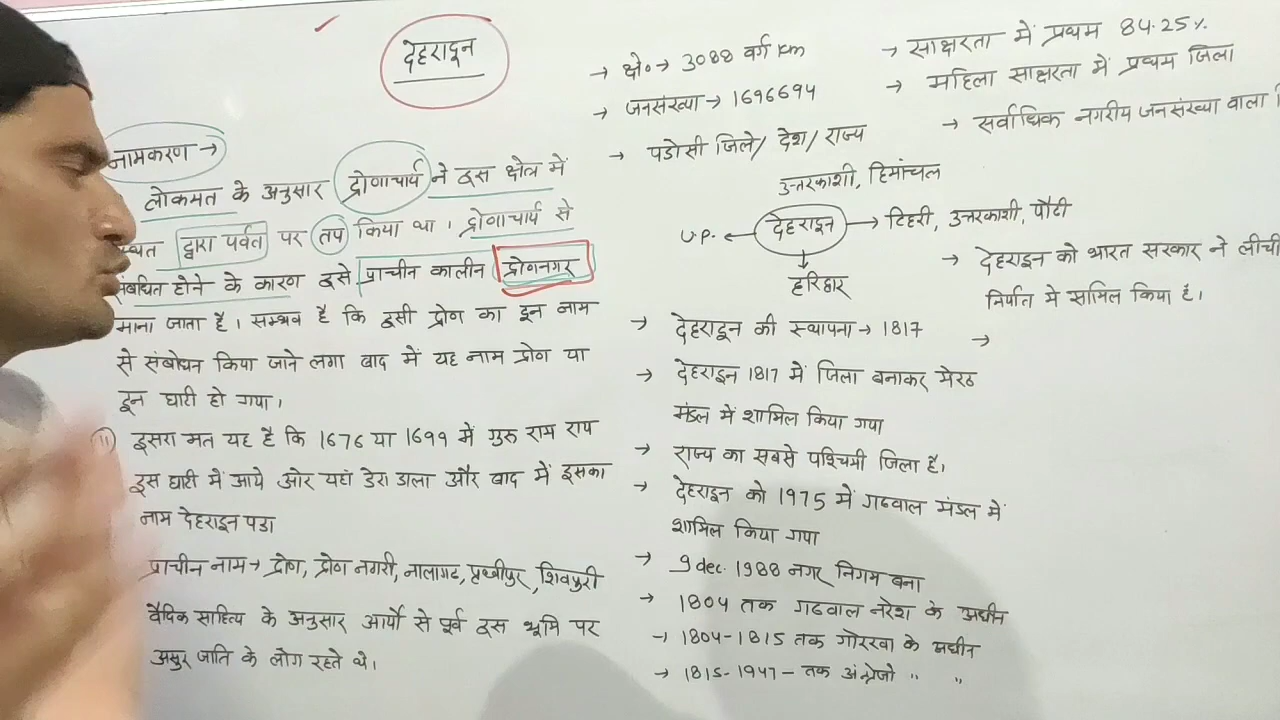 देहरादून
नामकरण →
लोकमत के अनुसार द्रोणाचार्य ने इस क्षेत्र में
द्वारा पर्वत पर तप किया था । द्रोणाचार्य से
संबंधित होने के कारण इसे प्राचीन कालीन द्रोणनगर
माना जाता है। सम्भव है कि इसी द्रोण का दून नाम
से संबोधन किया जाने लगा बाद में यह नाम द्रोण या
दून घाटी हो गया।
(ii) दूसरा मत यह है कि 1676 या 1699 में गुरु राम राय
इस घाटी में आये ओर यहां डेरा डाला और बाद में इसका
नाम देहरादून पडा
प्राचीन नाम → द्रोण, द्रोण नगरी, नालागढ, पृथ्वीपुर, शिवपुरी
वैदिक साहित्य के अनुसार आर्यो से पूर्व इस भूमि पर
असुर जाति के लोग रहते थे।
→ क्षे० → 3088 वर्ग km
→ जनसंख्या → 1696694
→ पडोसी जिले/ देश/ राज्य
उत्तरकाशी, हिमांचल
U.P. ← देहरादून → टिहरी, उत्तरकाशी, पौटी
↓
हरिद्वार
→ देहरादून की स्थापना → 1817
→ देहरादून 1817 में जिला बनाकर मेरठ
मंडल में शामिल किया गया
→ राज्य का सबसे पश्चिमी जिला है।
→ देहरादून को 1975 में गढवाल मंडल में
शामिल किया गया
→ 9 dec. 1988 नगर निगम बना
→ 1804 तक गढवाल नरेश के अधीन
→ 1804-1815 तक गोरखा के अधीन
→ 1815-1947 – तक अंग्रेजो " "
→ साक्षरता में प्रथम 84.25%
→ महिला साक्षरता में प्रथम जिला
→ सर्वाधिक नगरीय जनसंख्या वाला
→ देहरादून को भारत सरकार ने लीची
निर्यात मे सामिल किया है।
→